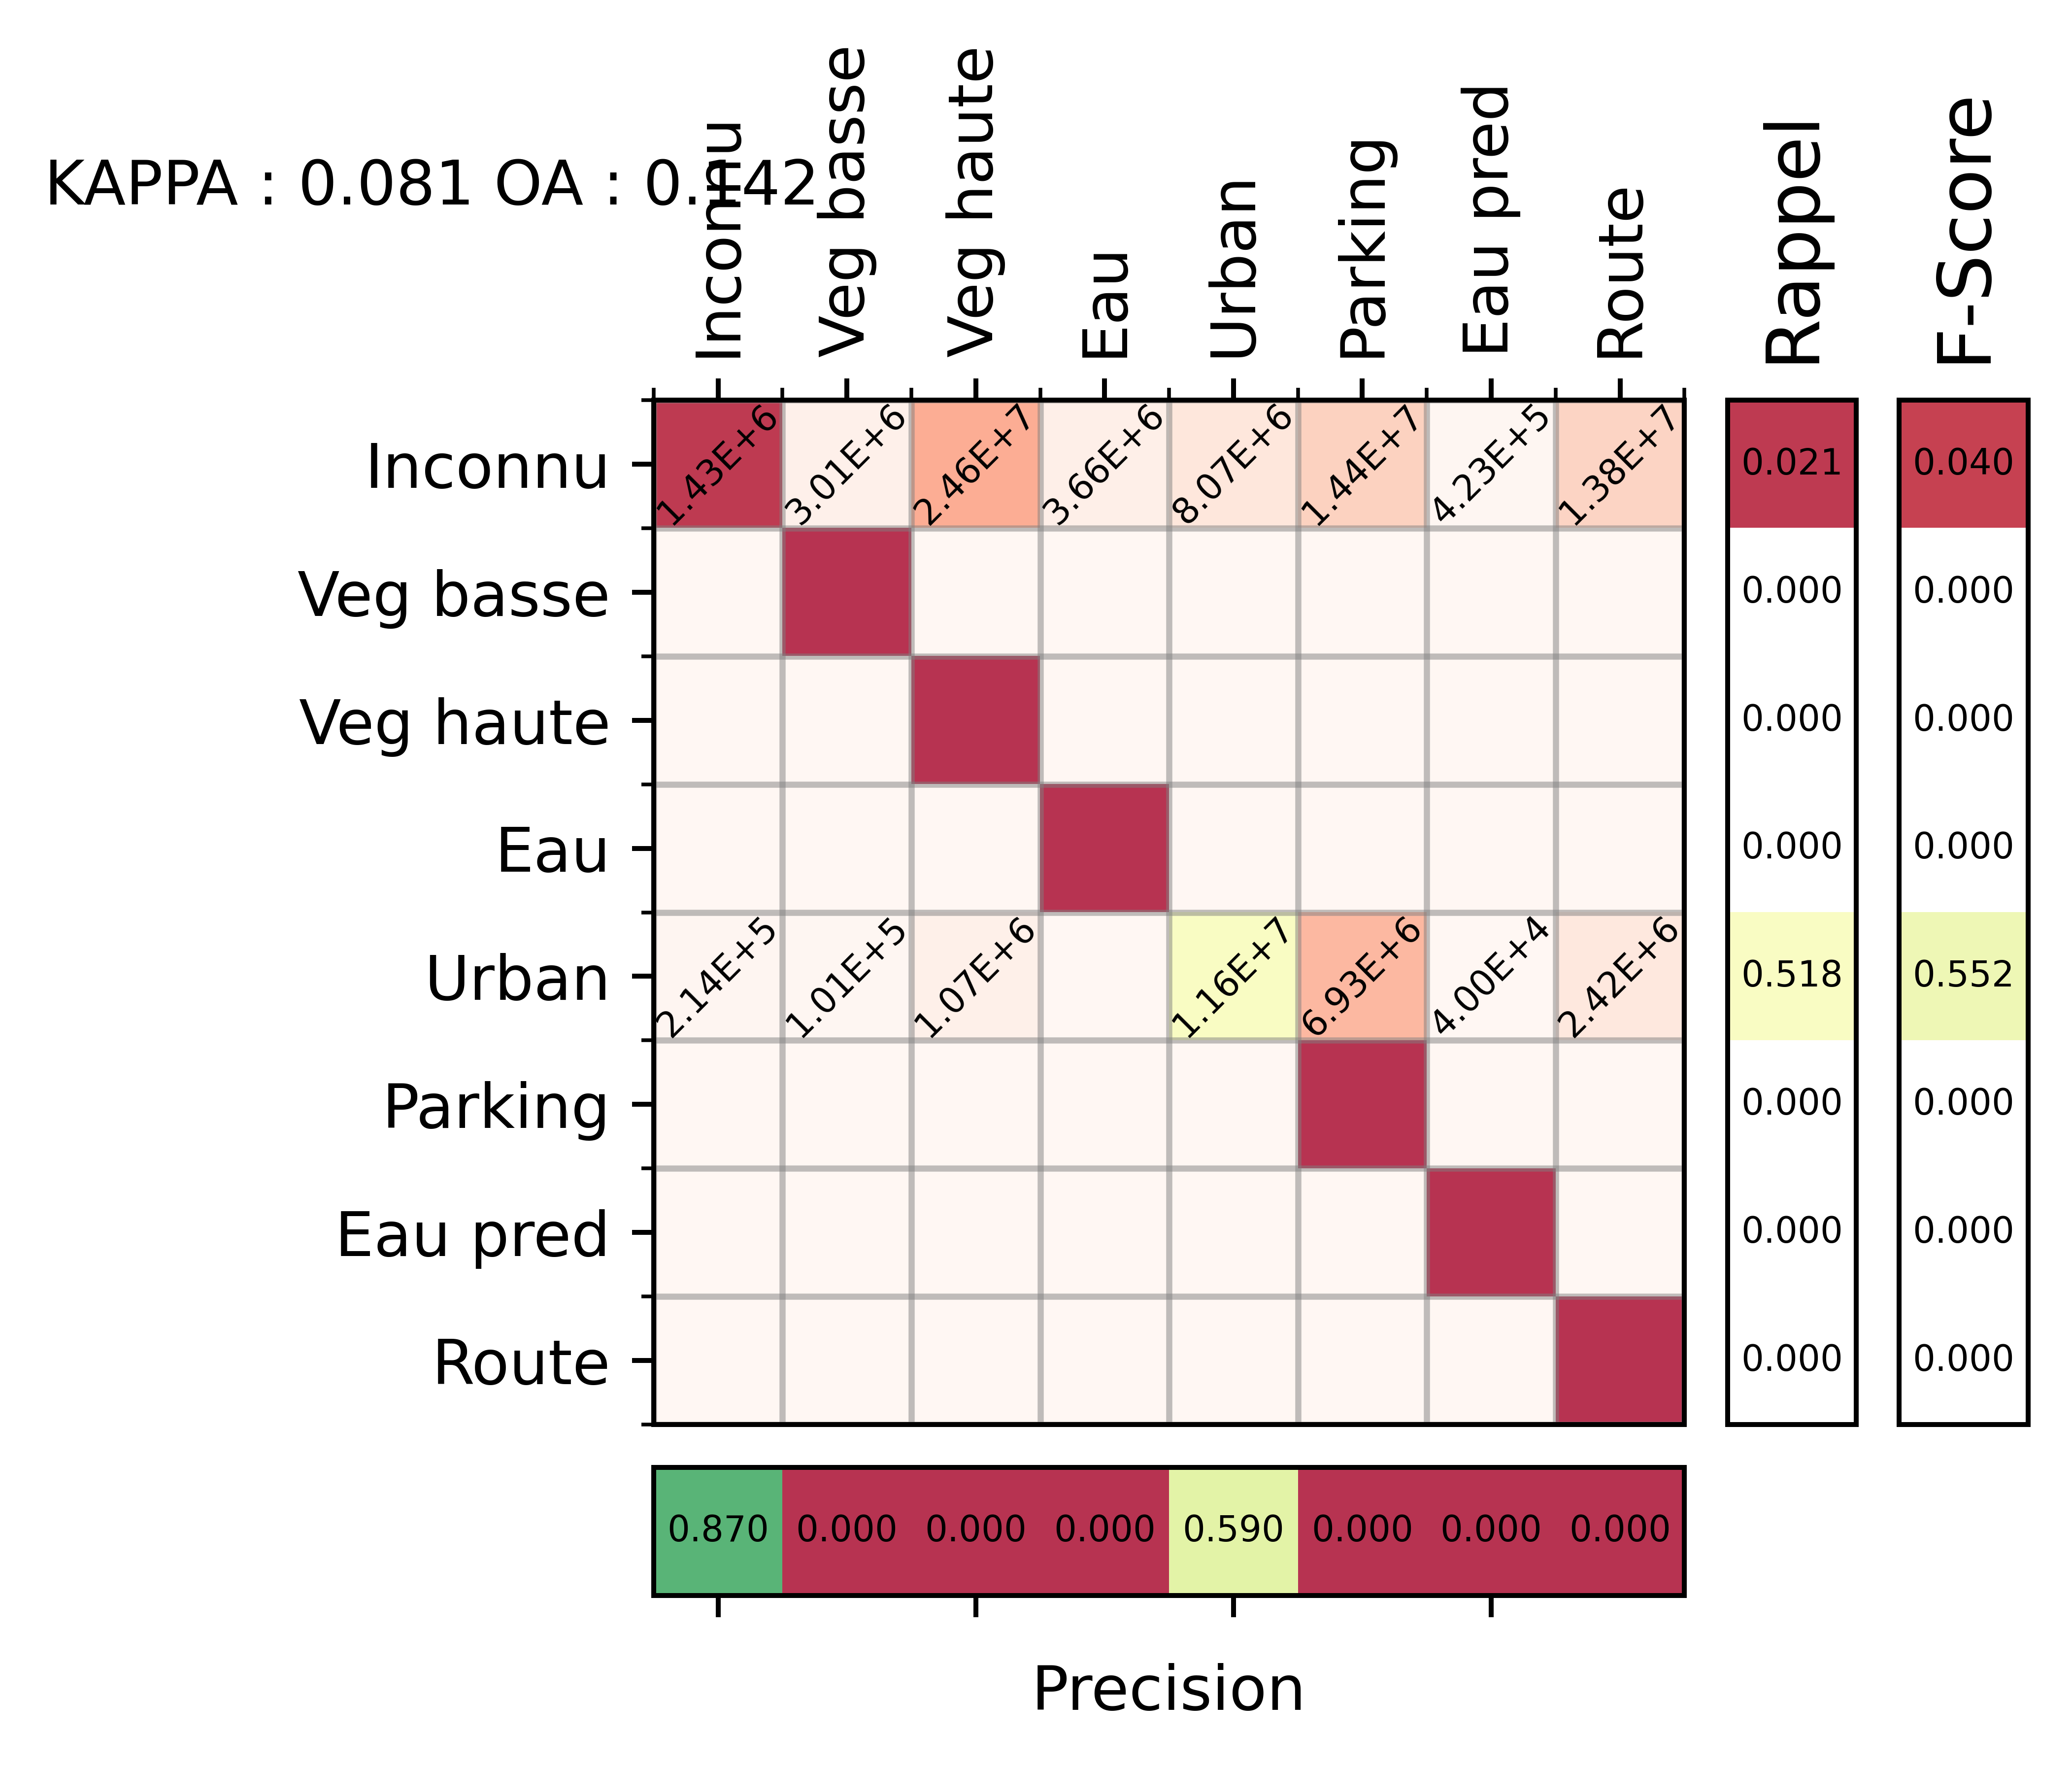 KAPPA : 0.081 OA : 0.142
Inconnu Veg basse Veg haute Eau Urban Parking Eau pred Route Rappel F-Score
Inconnu 1.43E+6 3.01E+6 2.46E+7 3.66E+6 8.07E+6 1.44E+7 4.23E+5 1.38E+7 0.021 0.040
Veg basse 0.000 0.000
Veg haute 0.000 0.000
Eau 0.000 0.000
Urban 2.14E+5 1.01E+5 1.07E+6 1.16E+7 6.93E+6 4.00E+4 2.42E+6 0.518 0.552
Parking 0.000 0.000
Eau pred 0.000 0.000
Route 0.000 0.000
0.870 0.000 0.000 0.000 0.590 0.000 0.000 0.000
Precision